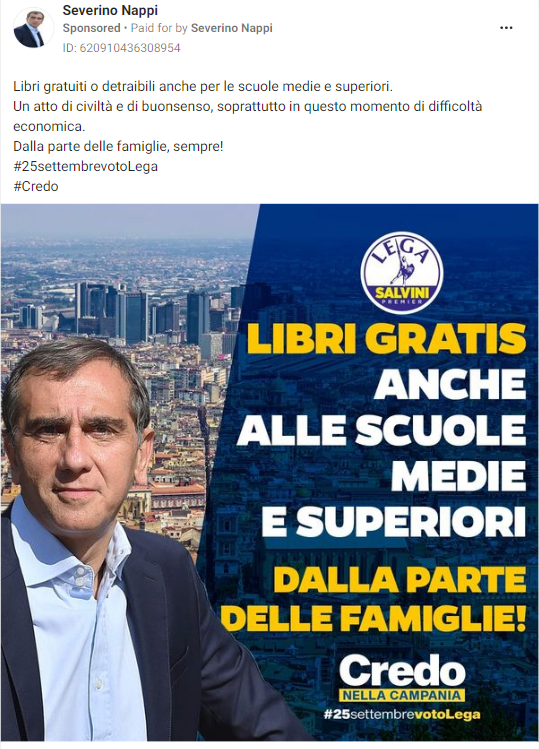 Severino Nappi
Sponsored • Paid for by Severino Nappi
ID: 620910436308954
Libri gratuiti o detraibili anche per le scuole medie e superiori.
Un atto di civiltà e di buonsenso, soprattutto in questo momento di difficoltà
economica.
Dalla parte delle famiglie, sempre!
#25settembrevotoLega
#Credo
LEGA
SALVINI
PREMIER
LIBRI GRATIS
ANCHE
ALLE SCUOLE
MEDIE
E SUPERIORI
DALLA PARTE
DELLE FAMIGLIE!
Credo
NELLA CAMPANIA
#25settembrevotoLega